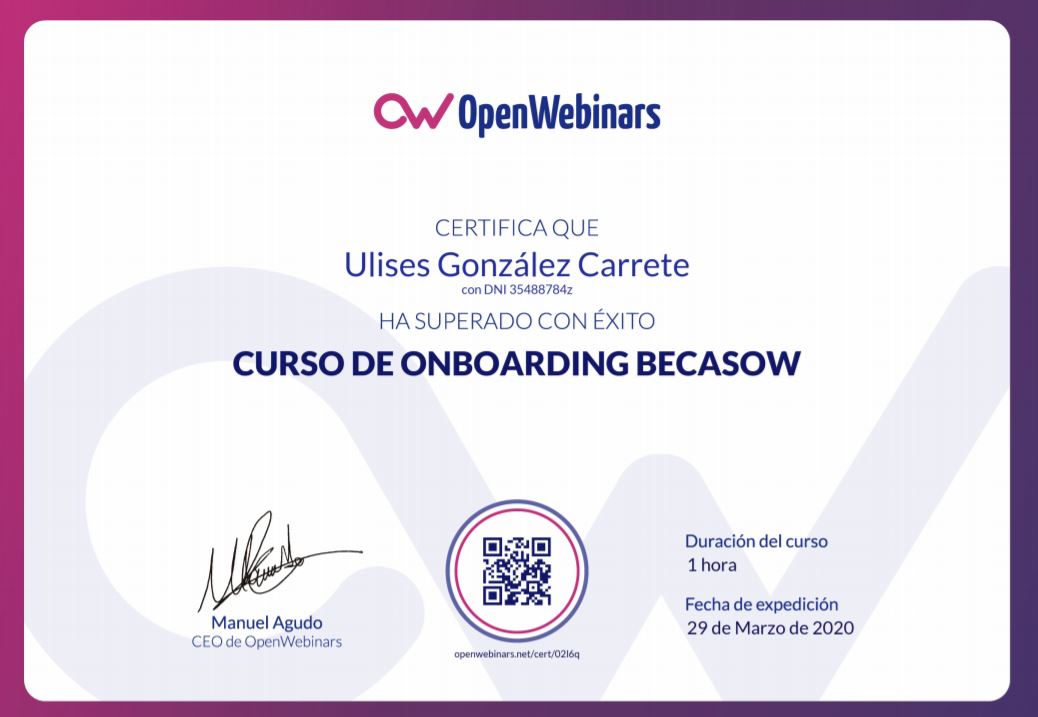 OpenWebinars
CERTIFICA QUE
Ulises González Carrete
con DNI 35488784z
HA SUPERADO CON ÉXITO
CURSO DE ONBOARDING BECASOW
Manuel Agudo
CEO de OpenWebinars
openwebinars.net/cert/02l6q
Duración del curso
1 hora
Fecha de expedición
29 de Marzo de 2020